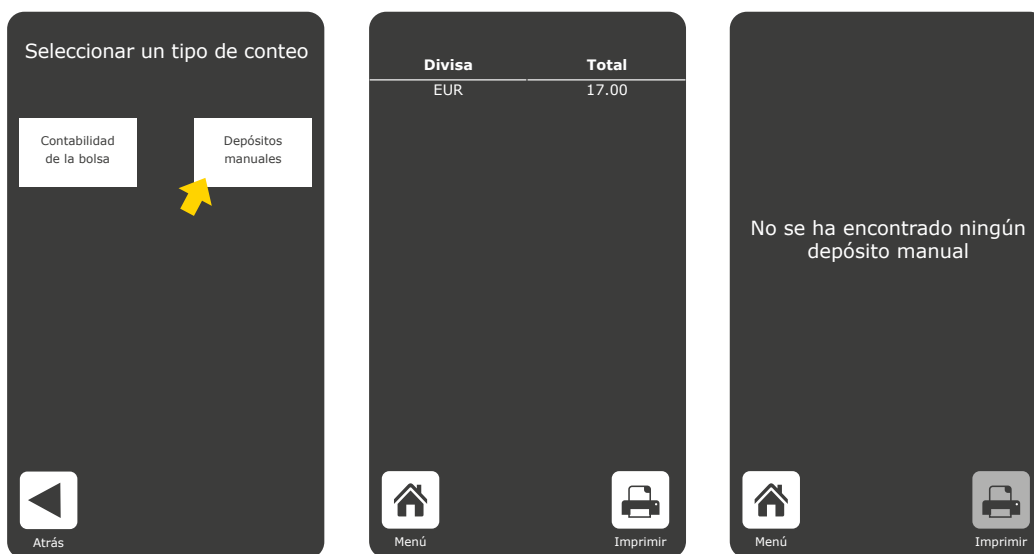 Seleccionar un tipo de conteo
Contabilidad
de la bolsa
Depósitos
manuales
Atrás
Divisa Total
EUR 17.00
Menú Imprimir
No se ha encontrado ningún
depósito manual
Menú Imprimir